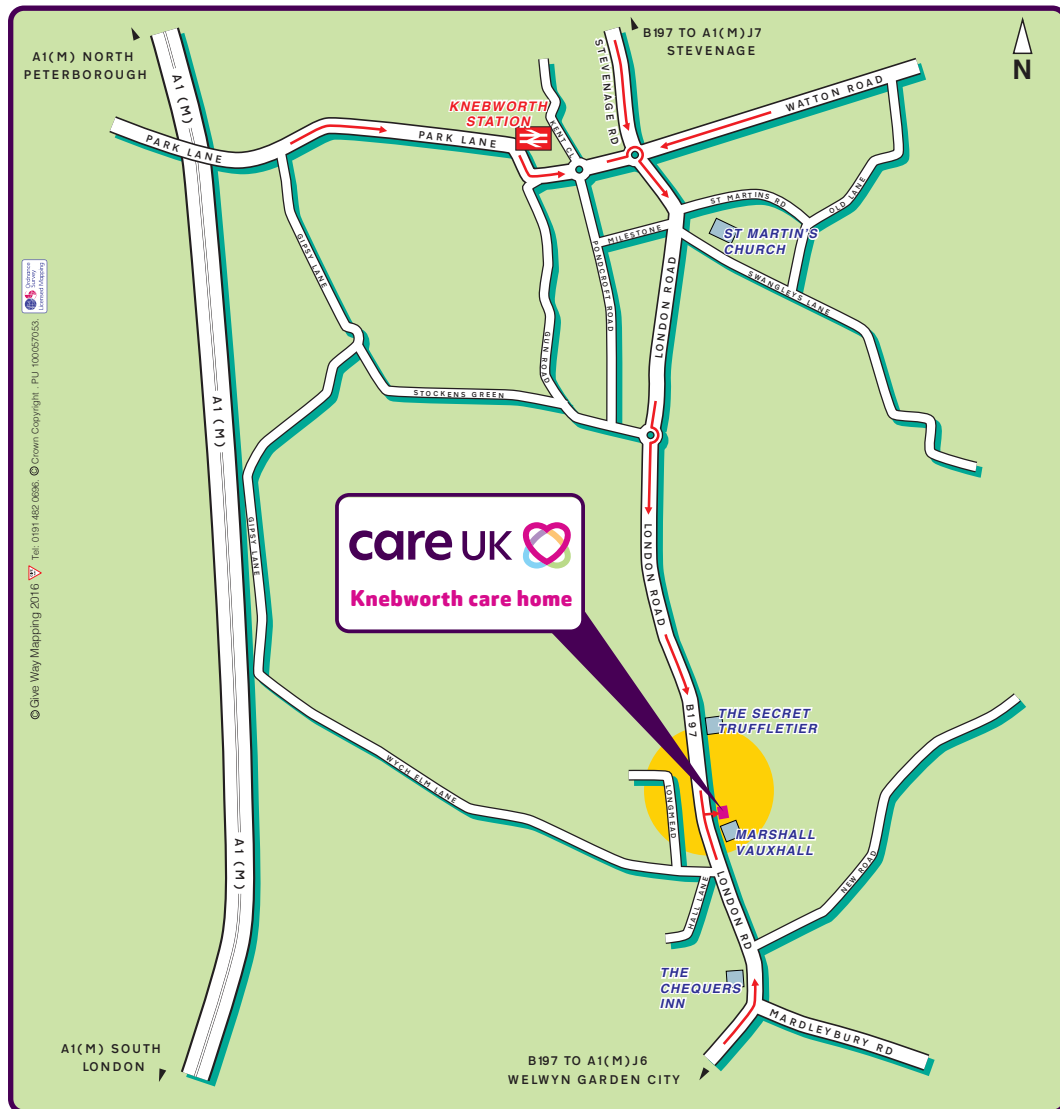 A1(M) NORTH
PETERBOROUGH
B197 TO A1(M)J7
STEVENAGE
N
A1 (M)
STEVENAGE RD
WATTON ROAD
KNEBWORTH
STATION
KENT CL
PARK LANE
PARK LANE
ST MARTINS RD
OLD LANE
MILESTONE
ST MARTIN'S
CHURCH
GIPSY LANE
PONDCROFT ROAD
LONDON ROAD
SWANGLEYS LANE
GUN ROAD
STOCKENS GREEN
A1 (M)
Ordnance
Survey
Licensed Mapping
© Give Way Mapping 2016 Tel: 0191 482 0696. © Crown Copyright . PU 100057053.
care UK
Knebworth care home
GIPSY LANE
LONDON ROAD
B197
THE SECRET
TRUFFLETIER
WYCH ELM LANE
LONGMEAD
MARSHALL
VAUXHALL
A1 (M)
HALL LANE
LONDON RD
NEW ROAD
THE
CHEQUERS
INN
MARDLEYBURY RD
A1(M) SOUTH
LONDON
B197 TO A1(M)J6
WELWYN GARDEN CITY